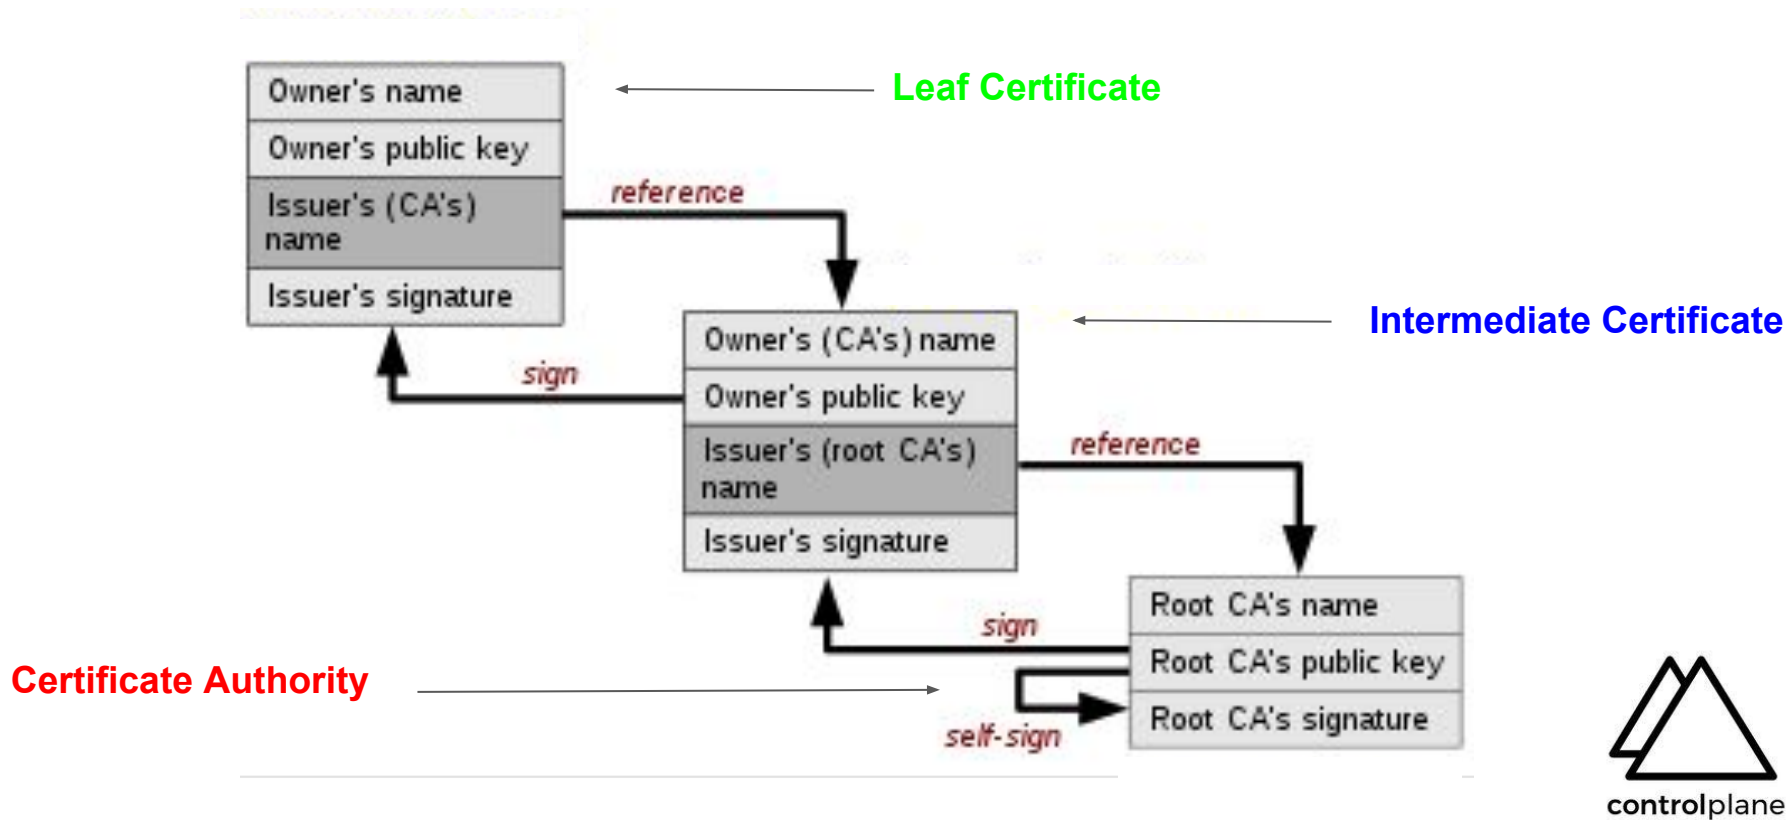 Owner's name
Leaf Certificate
Owner's public key
Issuer's (CA's)
name
reference
Issuer's signature
Owner's (CA's) name
Intermediate Certificate
sign
Owner's public key
Issuer's (root CA's)
name
reference
Issuer's signature
Root CA's name
sign
Root CA's public key
Certificate Authority
Root CA's signature
self-sign
controlplane